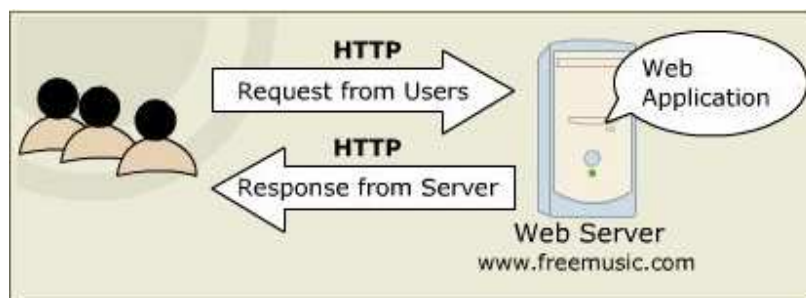 HTTP
Request from Users
HTTP
Response from Server
Web
Application
Web Server
www.freemusic.com